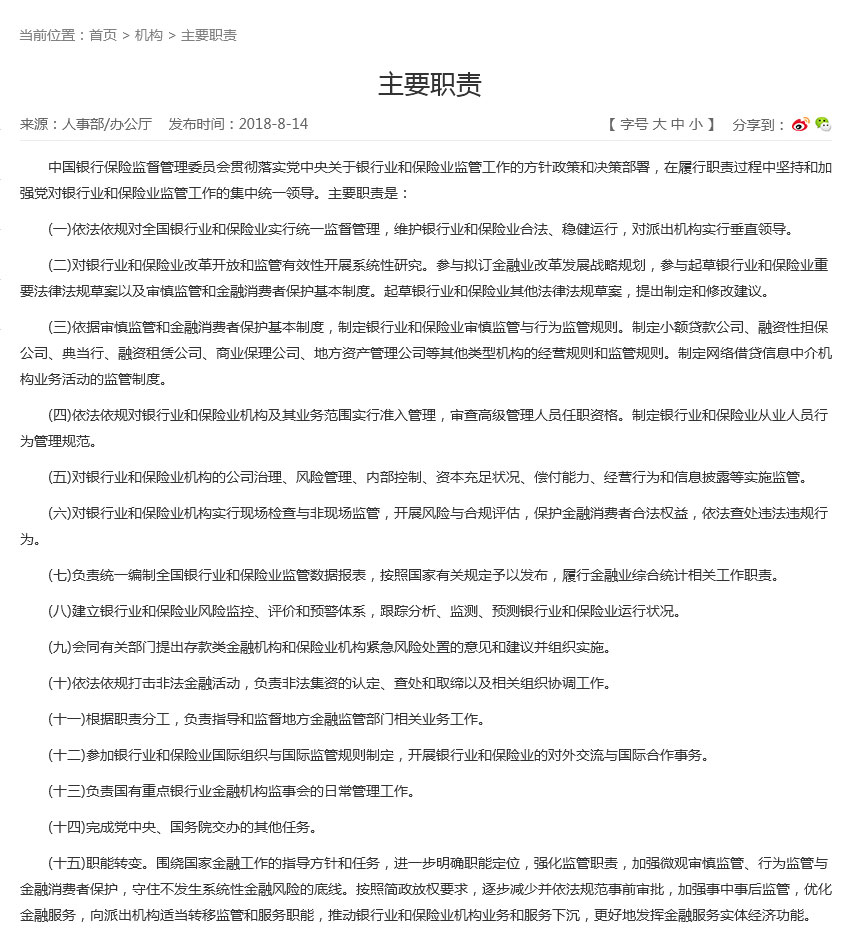 当前位置：首页 > 机构 > 主要职责
主要职责
来源：人事部/办公厅 发布时间：2018-8-14 【 字号 大 中 小 】 分享到：
中国银行保险监督管理委员会贯彻落实党中央关于银行业和保险业监管工作的方针政策和决策部署，在履行职责过程中坚持和加
强党对银行业和保险业监管工作的集中统一领导。主要职责是：
(一)依法依规对全国银行业和保险业实行统一监督管理，维护银行业和保险业合法、稳健运行，对派出机构实行垂直领导。
(二)对银行业和保险业改革开放和监管有效性开展系统性研究。参与拟订金融业改革发展战略规划，参与起草银行业和保险业重
要法律法规草案以及审慎监管和金融消费者保护基本制度。起草银行业和保险业其他法律法规草案，提出制定和修改建议。
(三)依据审慎监管和金融消费者保护基本制度，制定银行业和保险业审慎监管与行为监管规则。制定小额贷款公司、融资性担保
公司、典当行、融资租赁公司、商业保理公司、地方资产管理公司等其他类型机构的经营规则和监管规则。制定网络借贷信息中介机
构业务活动的监管制度。
(四)依法依规对银行业和保险业机构及其业务范围实行准入管理，审查高级管理人员任职资格。制定银行业和保险业从业人员行
为管理规范。
(五)对银行业和保险业机构的公司治理、风险管理、内部控制、资本充足状况、偿付能力、经营行为和信息披露等实施监管。
(六)对银行业和保险业机构实行现场检查与非现场监管，开展风险与合规评估，保护金融消费者合法权益，依法查处违法违规行
为。
(七)负责统一编制全国银行业和保险业监管数据报表，按照国家有关规定予以发布，履行金融业综合统计相关工作职责。
(八)建立银行业和保险业风险监控、评价和预警体系，跟踪分析、监测、预测银行业和保险业运行状况。
(九)会同有关部门提出存款类金融机构和保险业机构紧急风险处置的意见和建议并组织实施。
(十)依法依规打击非法金融活动，负责非法集资的认定、查处和取缔以及相关组织协调工作。
(十一)根据职责分工，负责指导和监督地方金融监管部门相关业务工作。
(十二)参加银行业和保险业国际组织与国际监管规则制定，开展银行业和保险业的对外交流与国际合作事务。
(十三)负责国有重点银行业金融机构监事会的日常管理工作。
(十四)完成党中央、国务院交办的其他任务。
(十五)职能转变。围绕国家金融工作的指导方针和任务，进一步明确职能定位，强化监管职责，加强微观审慎监管、行为监管与
金融消费者保护，守住不发生系统性金融风险的底线。按照简政放权要求，逐步减少并依法规范事前审批，加强事中事后监管，优化
金融服务，向派出机构适当转移监管和服务职能，推动银行业和保险业机构业务和服务下沉，更好地发挥金融服务实体经济功能。